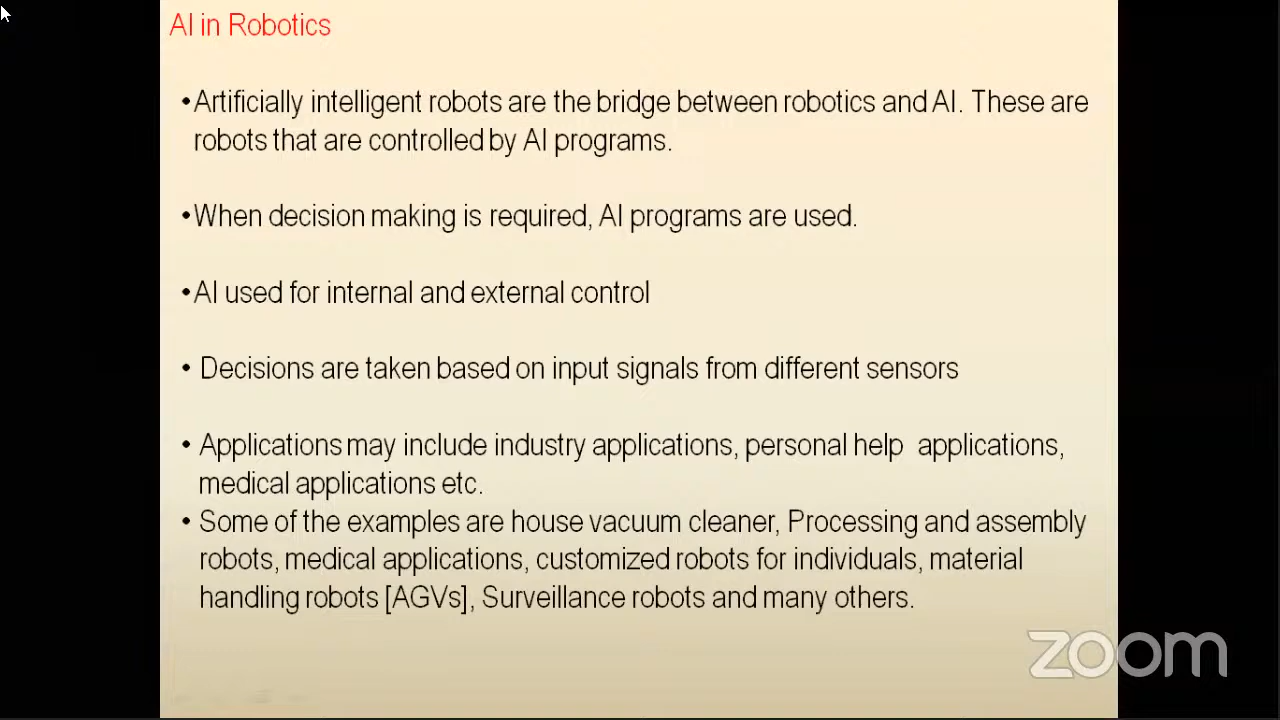 AI in Robotics
•Artificially intelligent robots are the bridge between robotics and AI. These are
robots that are controlled by AI programs.
•When decision making is required, AI programs are used.
•AI used for internal and external control
• Decisions are taken based on input signals from different sensors
• Applications may include industry applications, personal help applications,
medical applications etc.
• Some of the examples are house vacuum cleaner, Processing and assembly
robots, medical applications, customized robots for individuals, material
handling robots [AGVs], Surveillance robots and many others.
zoom